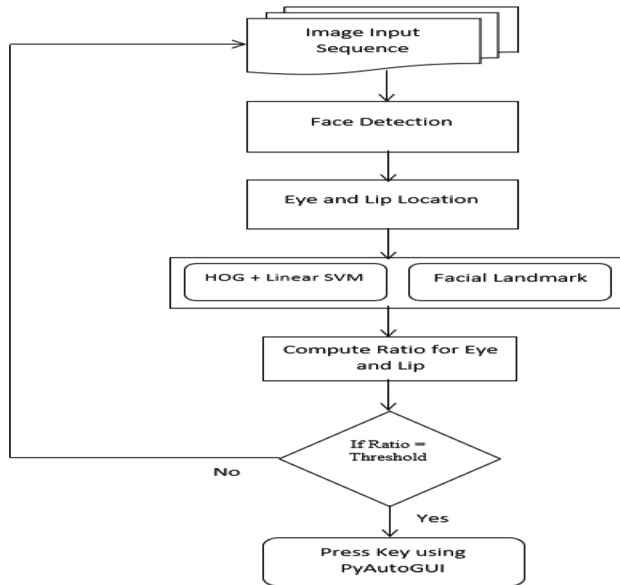 Image Input
Sequence
Face Detection
Eye and Lip Location
HOG + Linear SVM
Facial Landmark
Compute Ratio for Eye
and Lip
If Ratio =
Threshold
No
Yes
Press Key using
PyAutoGUI